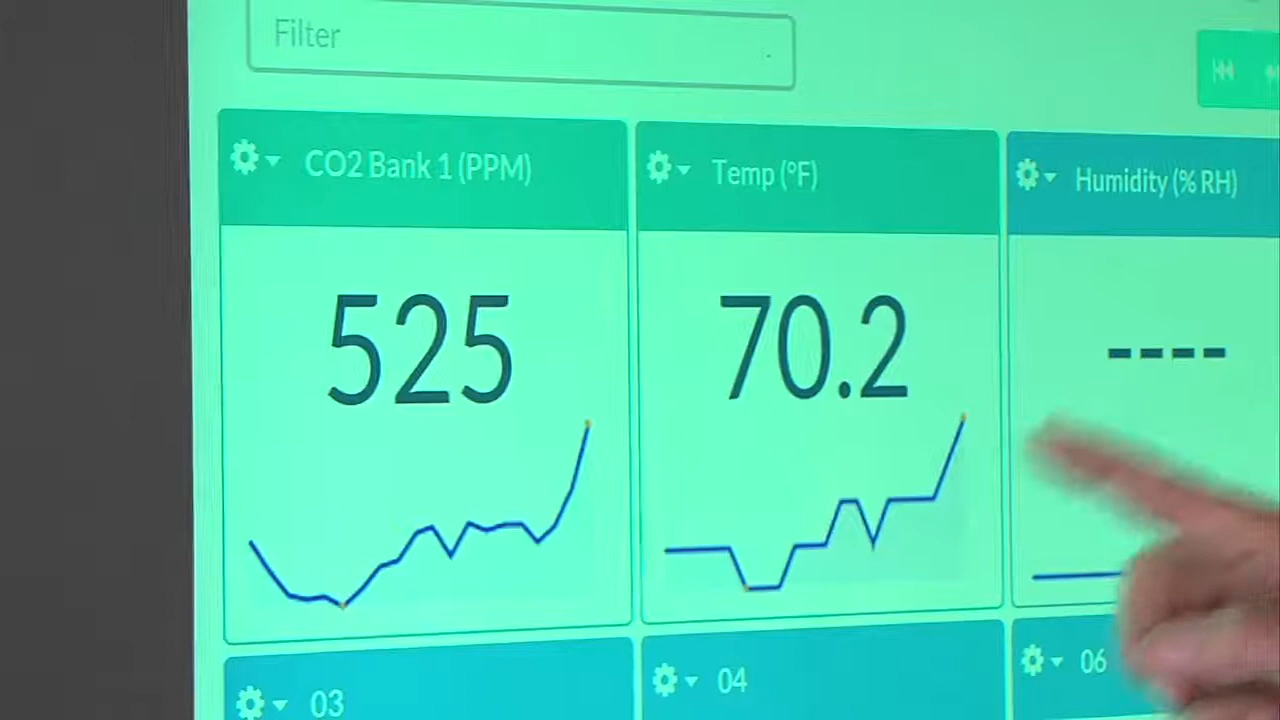 Filter
CO2 Bank 1 (PPM)
Temp (°F)
Humidity (% RH)
525
70.2
----
03
04
06